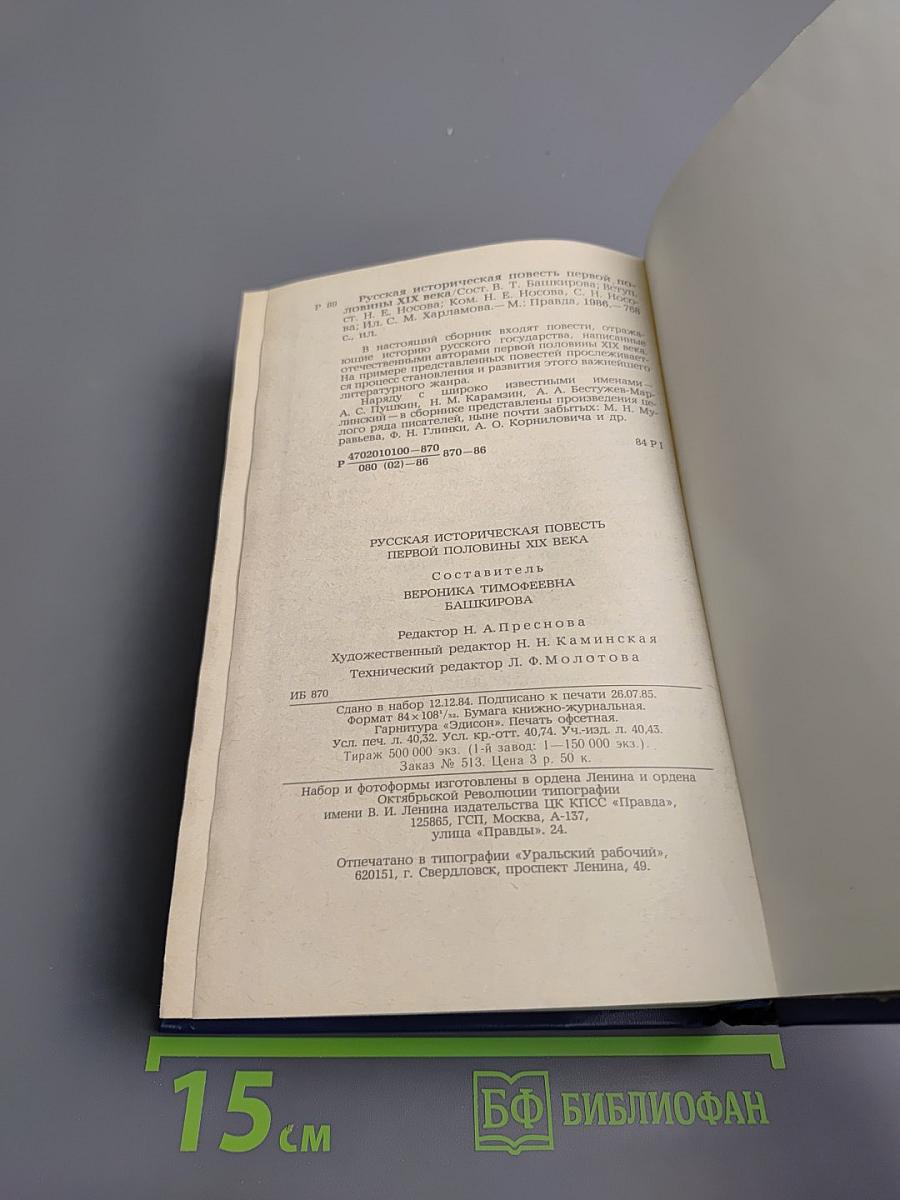 Р 89
Русская историческая повесть первой по-
ловины XIX века/Сост. В. Т. Башкирова; Вступ.
ст. Н. Е. Носова; Ком. Н. Е. Носова, С. Н. Носо-
ва; Ил. С. М. Харламова.— М.: Правда, 1986.— 768
с., ил.
В настоящий сборник входят повести, отража-
ющие историю русского государства, написанные
отечественными авторами первой половины XIX века.
На примере представленных повестей прослеживает-
ся процесс становления и развития этого важнейшего
литературного жанра.
Наряду с широко известными именами —
А. С. Пушкин, Н. М. Карамзин, А. А. Бестужев-Мар-
линский — в сборнике представлены произведения це-
лого ряда писателей, ныне почти забытых: М. Н. Му-
равьева, Ф. Н. Глинки, А. О. Корниловича и др.
Р 4702010100—870
080 (02)—86
870—86
84 Р 1
РУССКАЯ ИСТОРИЧЕСКАЯ ПОВЕСТЬ
ПЕРВОЙ ПОЛОВИНЫ XIX ВЕКА
Составитель
ВЕРОНИКА ТИМОФЕЕВНА
БАШКИРОВА
Редактор Н. А. Преснова
Художественный редактор Н. Н. Каминская
Технический редактор Л. Ф. Молотова
ИБ 870
Сдано в набор 12.12.84. Подписано к печати 26.07.85.
Формат 84×108¹/₃₂. Бумага книжно-журнальная.
Гарнитура «Эдисон». Печать офсетная.
Усл. печ. л. 40,32. Усл. кр.-отт. 40,74. Уч.-изд. л. 40,43.
Тираж 500 000 экз. (1-й завод: 1—150 000 экз.).
Заказ № 513. Цена 3 р. 50 к.
Набор и фотоформы изготовлены в ордена Ленина и ордена
Октябрьской Революции типографии
имени В. И. Ленина издательства ЦК КПСС «Правда»,
125865, ГСП, Москва, А-137,
улица «Правды». 24.
Отпечатано в типографии «Уральский рабочий»,
620151, г. Свердловск, проспект Ленина, 49.
15 см
БФ БИБЛИОФАН